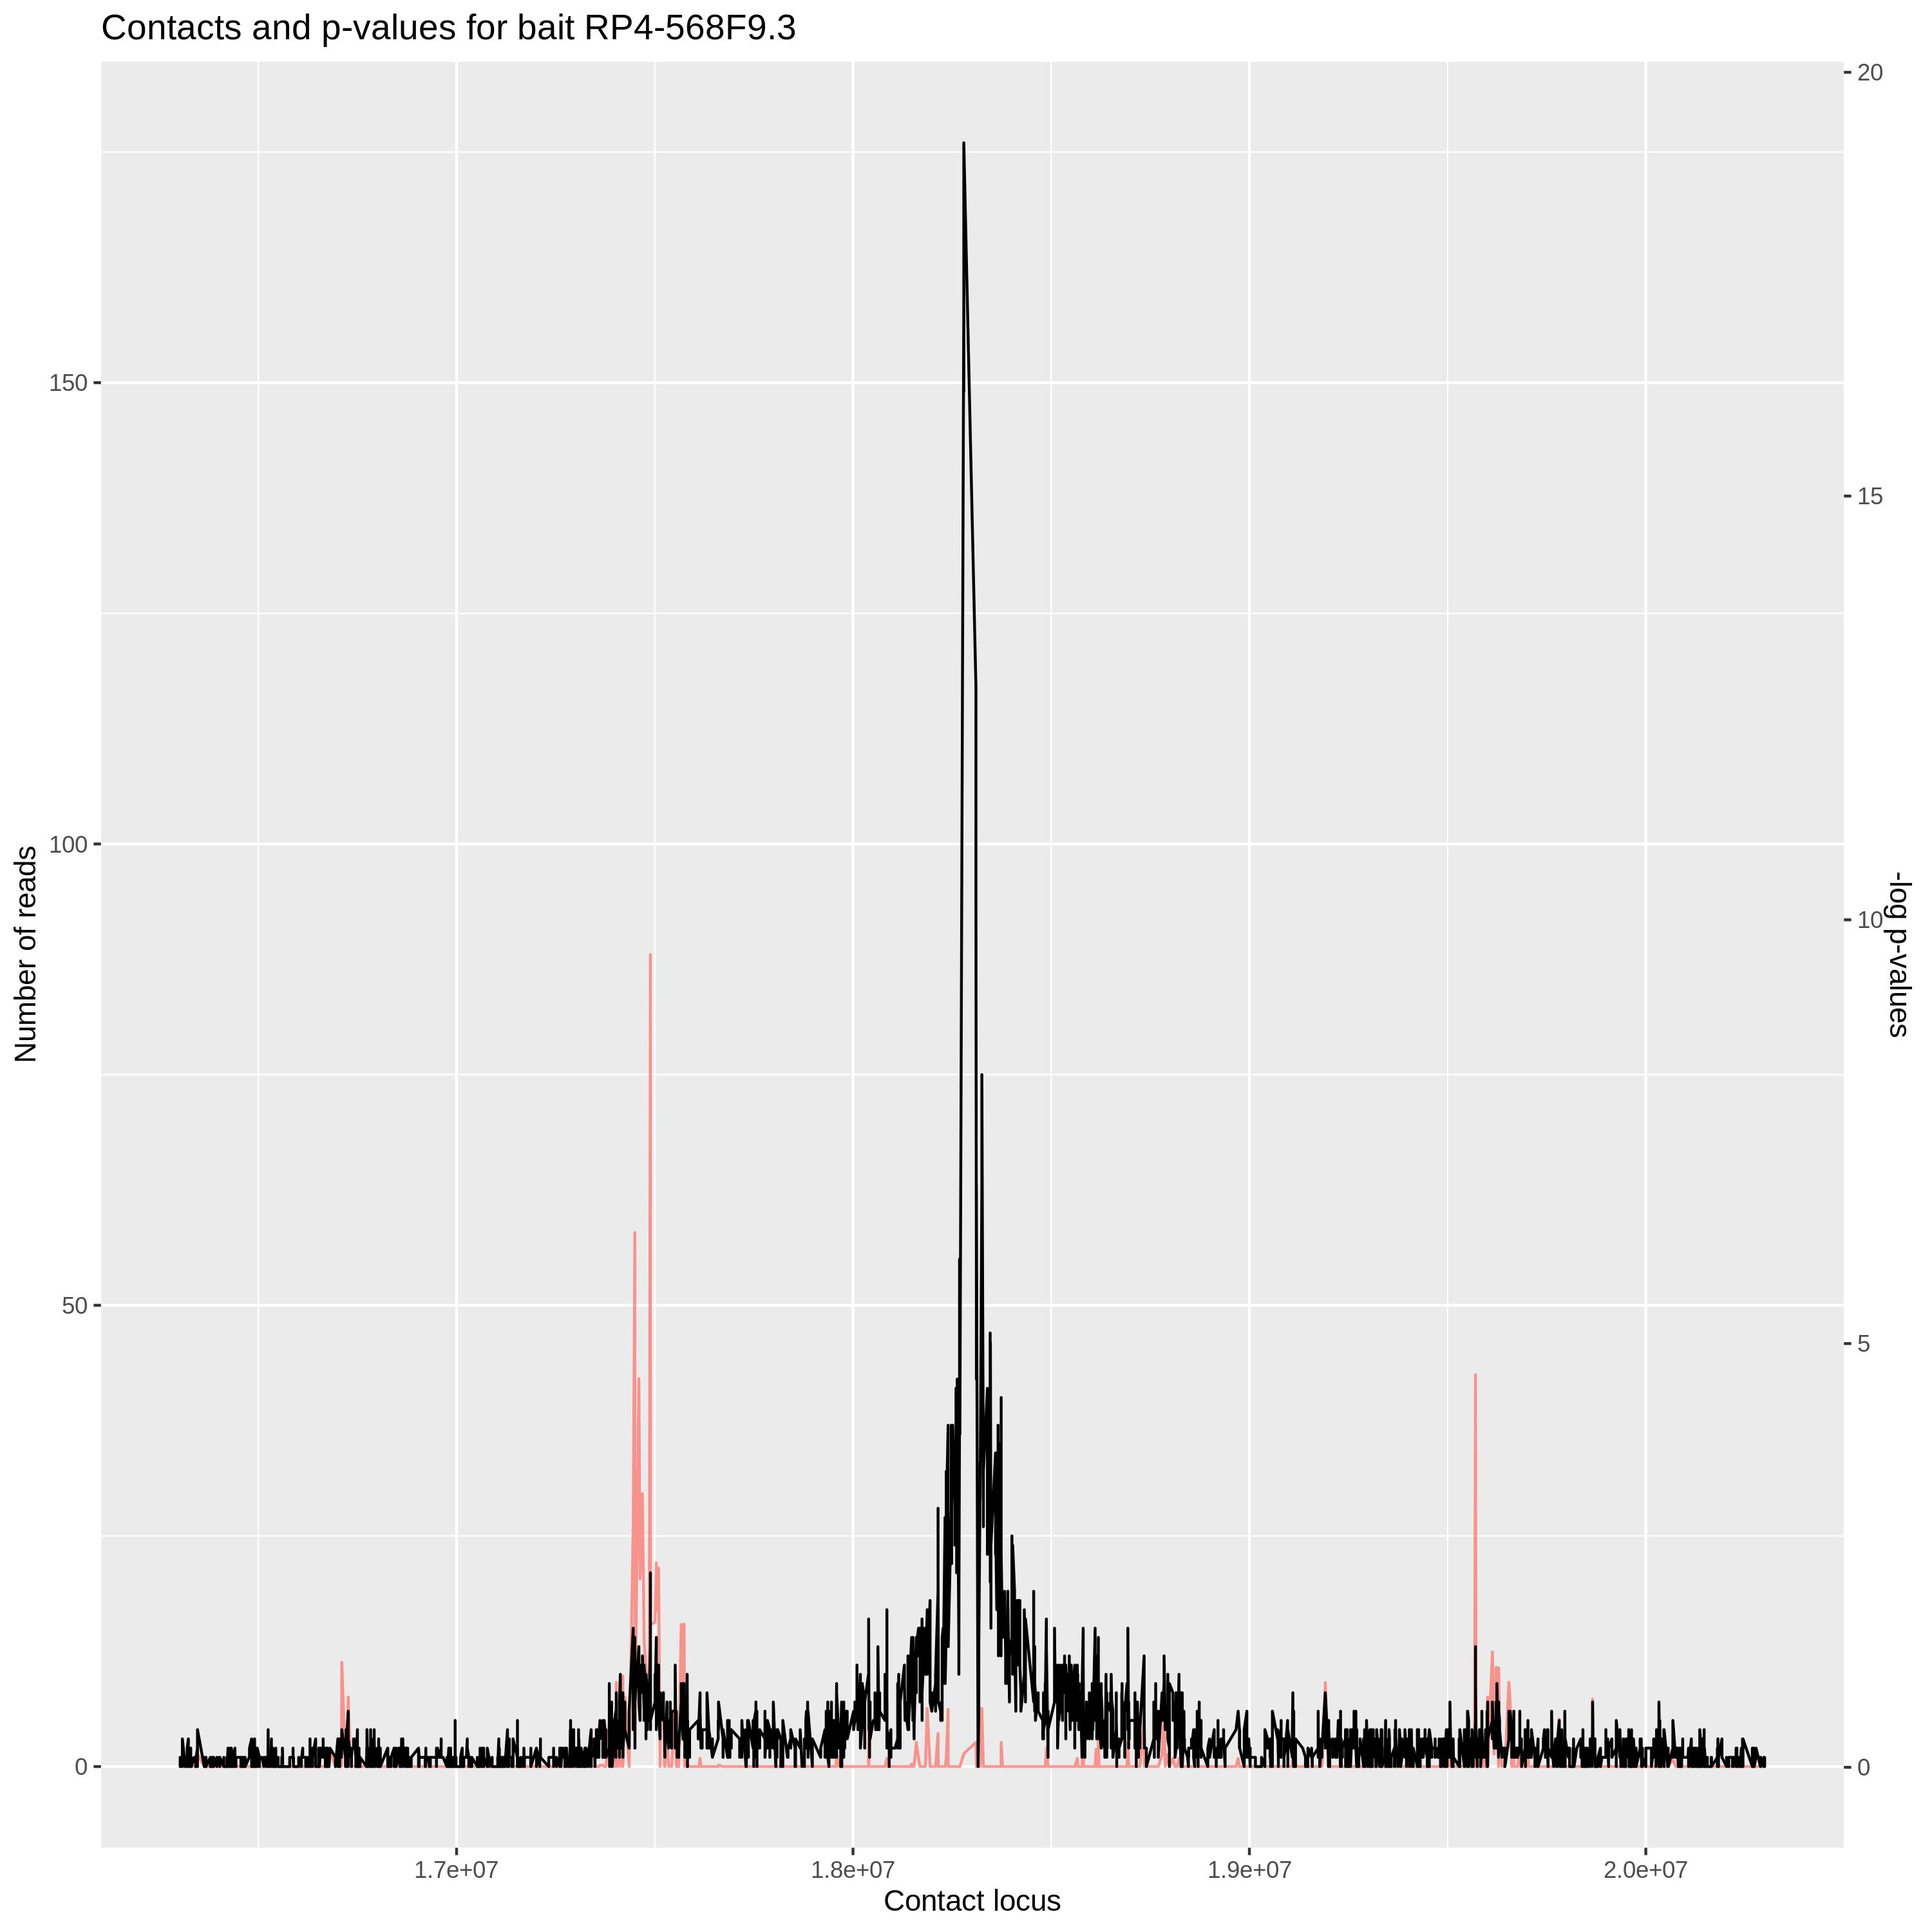 Contacts and p-values for bait RP4-568F9.3
20
150
15
100
10
50
5
0
0
Number of reads
-log p-values
1.7e+07
1.8e+07
1.9e+07
2.0e+07
Contact locus